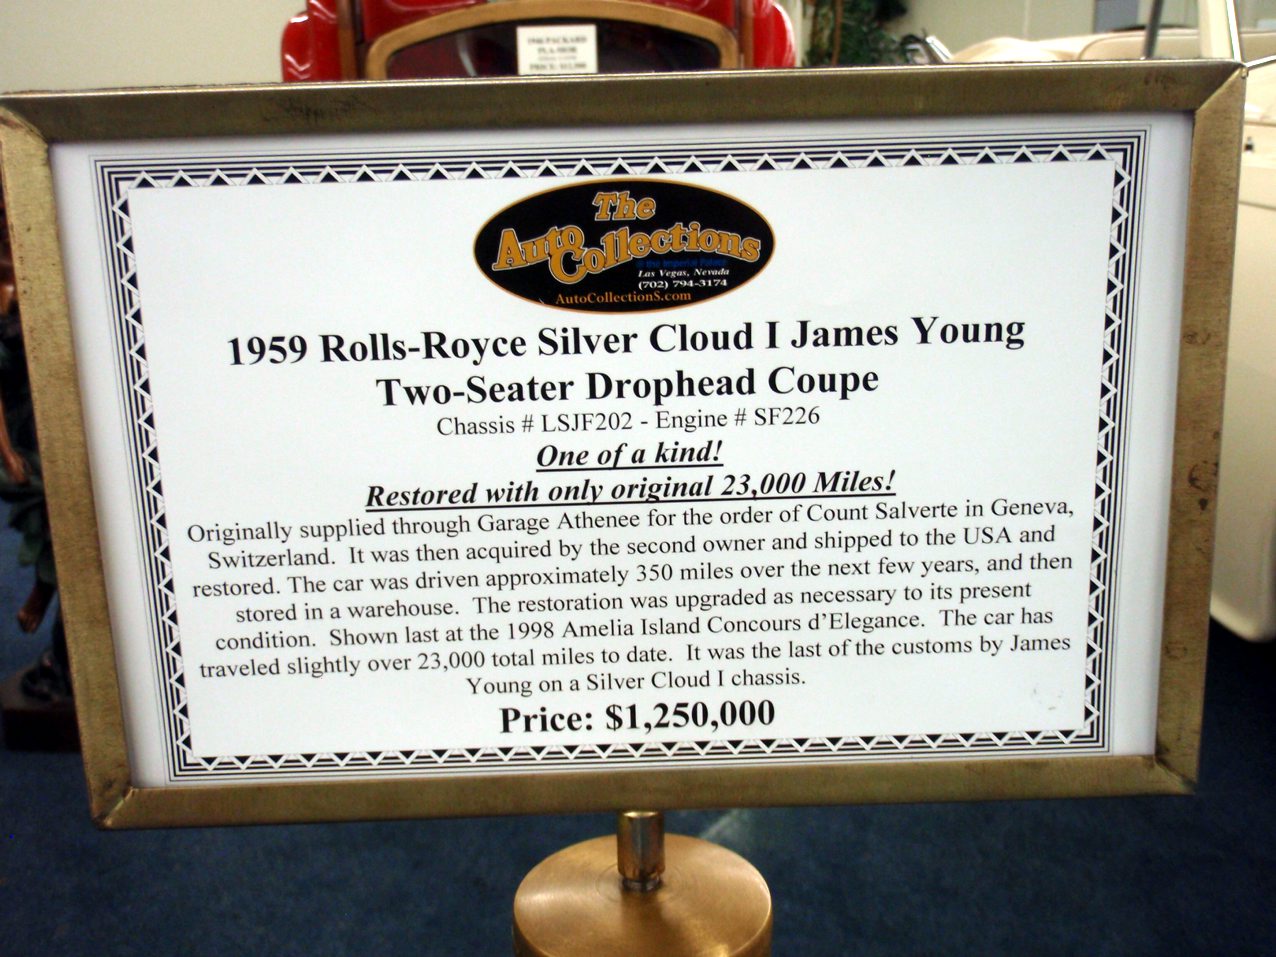 1946 PACKARD
The
Auto
Collections
@ the Imperial Palace
Las Vegas, Nevada
(702) 794-3174
AutoCollectionS.com
1959 Rolls-Royce Silver Cloud I James Young
Two-Seater Drophead Coupe
Chassis # LSJF202 - Engine # SF226
One of a kind!
Restored with only original 23,000 Miles!
Originally supplied through Garage Athenee for the order of Count Salverte in Geneva,
Switzerland. It was then acquired by the second owner and shipped to the USA and
restored. The car was driven approximately 350 miles over the next few years, and then
stored in a warehouse. The restoration was upgraded as necessary to its present
condition. Shown last at the 1998 Amelia Island Concours d'Elegance. The car has
traveled slightly over 23,000 total miles to date. It was the last of the customs by James
Young on a Silver Cloud I chassis.
Price: $1,250,000